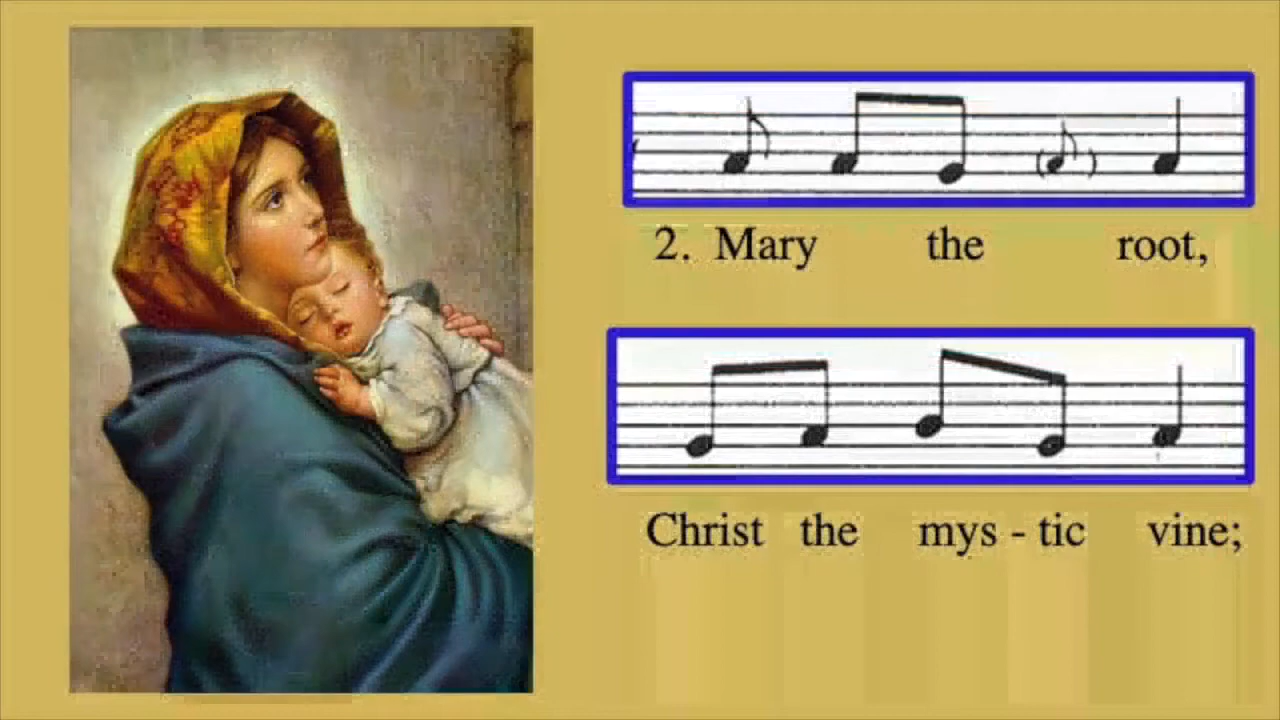 2. Mary the root,
Christ the mys - tic vine;